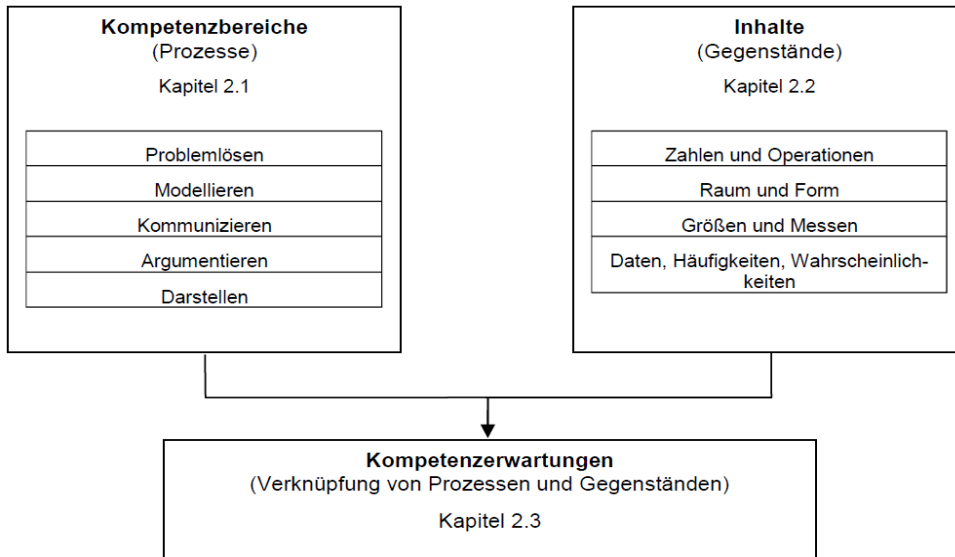 Kompetenzbereiche
(Prozesse)
Kapitel 2.1
Problemlösen
Modellieren
Kommunizieren
Argumentieren
Darstellen
Inhalte
(Gegenstände)
Kapitel 2.2
Zahlen und Operationen
Raum und Form
Größen und Messen
Daten, Häufigkeiten, Wahrscheinlich-
keiten
Kompetenzerwartungen
(Verknüpfung von Prozessen und Gegenständen)
Kapitel 2.3